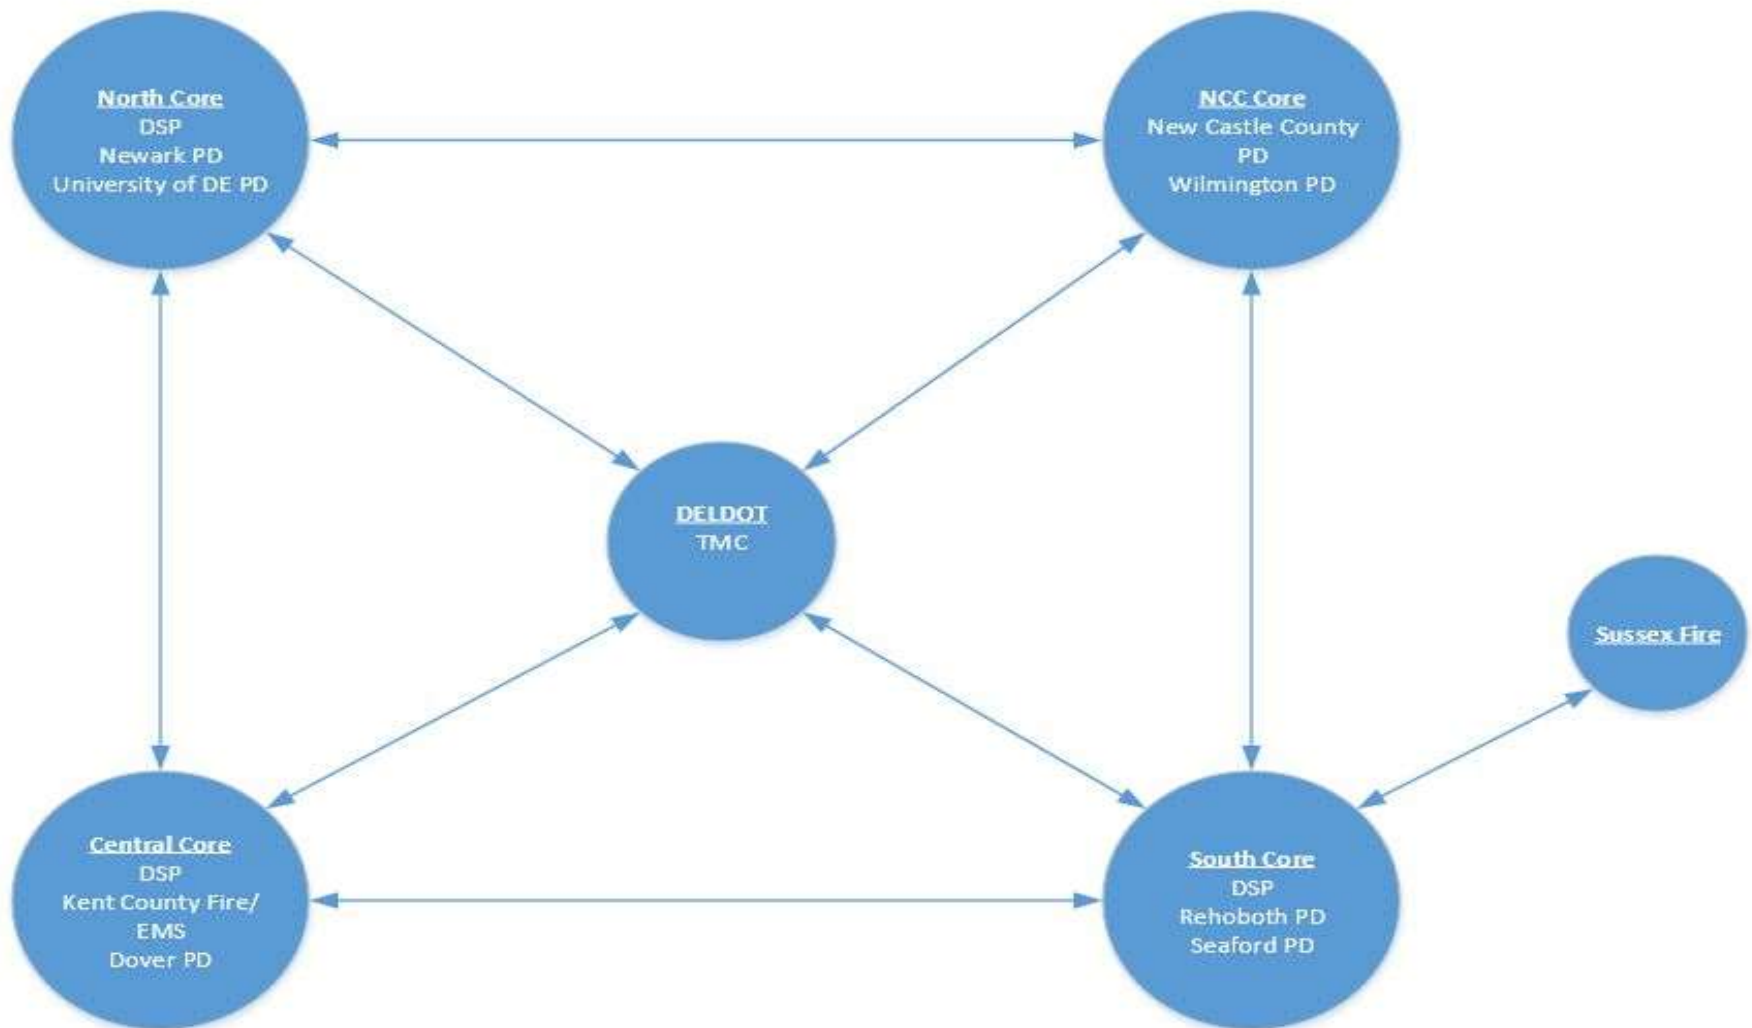 North Core
DSP
Newark PD
University of DE PD
NCC Core
New Castle County
PD
Wilmington PD
DELDOT
TMC
Sussex Fire
Central Core
DSP
Kent County Fire/
EMS
Dover PD
South Core
DSP
Rehoboth PD
Seaford PD